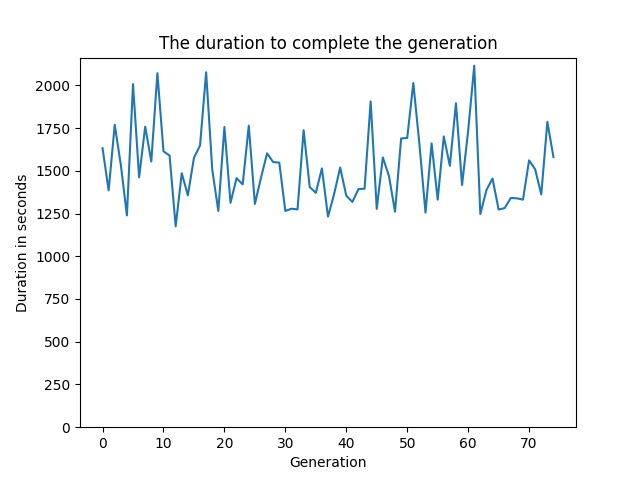 The duration to complete the generation
Duration in seconds
2000
1750
1500
1250
1000
750
500
250
0
0 10 20 30 40 50 60 70
Generation